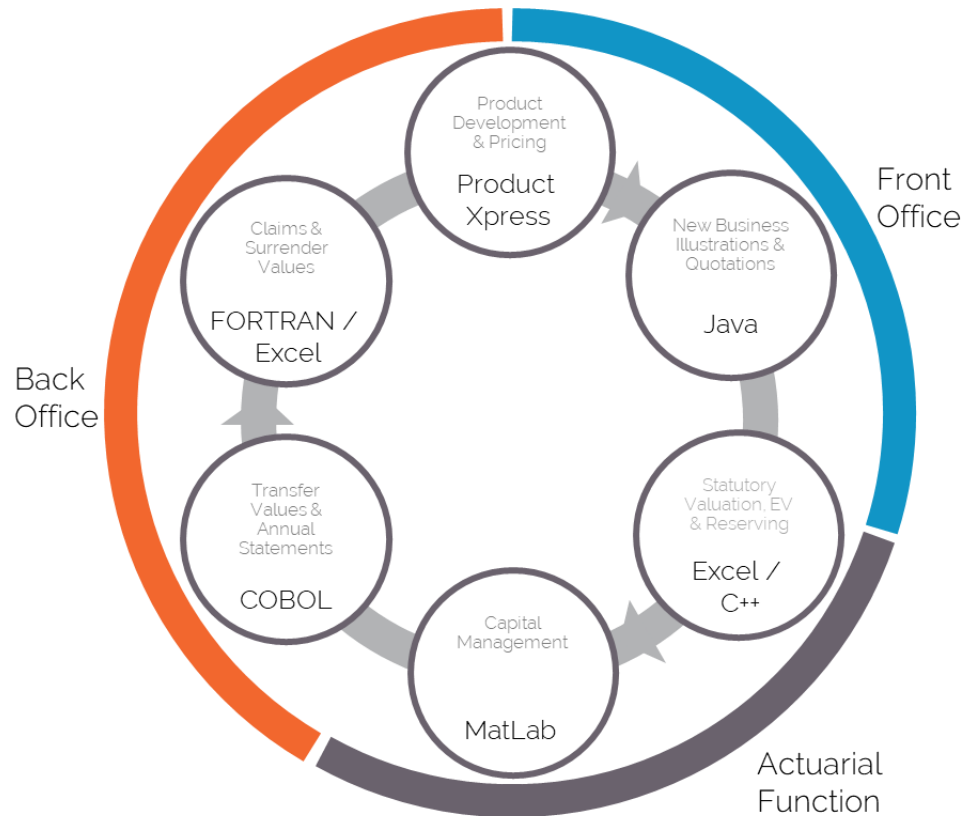 Product
Development
& Pricing
Product
Xpress
New Business
Illustrations &
Quotations
Java
Front
Office
Statutory
Valuation, EV
& Reserving
Excel /
C++
Actuarial
Function
Capital
Management
MatLab
Transfer
Values &
Annual
Statements
COBOL
Back
Office
Claims &
Surrender
Values
FORTRAN /
Excel